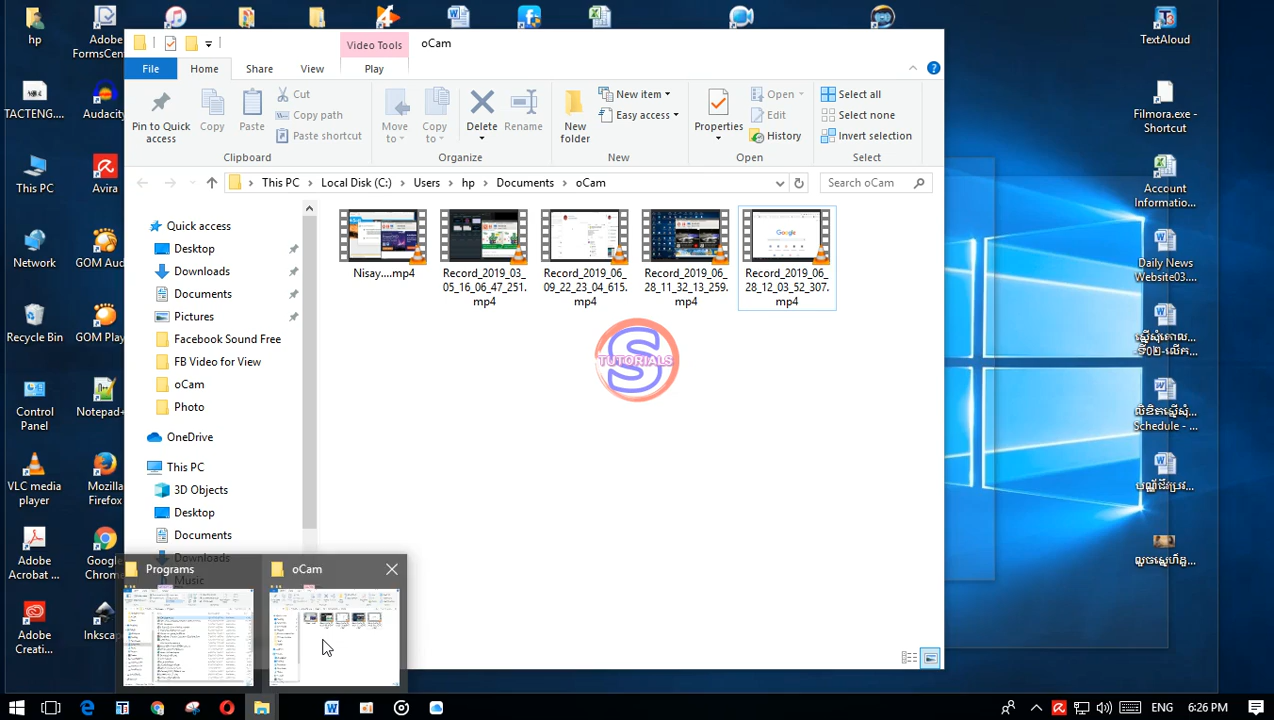 hp
Adobe
FormsCen...
TextAloud
Video Tools
oCam
File
Home
Share
View
Play
Pin to Quick
access
Copy
Paste
Cut
Copy path
Paste shortcut
Clipboard
Move
to
Copy
to
Delete
Rename
Organize
New
folder
New item
Easy access
New
Properties
Open
Edit
History
Open
Select all
Select none
Invert selection
Select
This PC
Local Disk (C:)
Users
hp
Documents
oCam
Search oCam
TACTENG....
Audacity
Filmora.exe -
Shortcut
This PC
Avira
Account
Informatio...
Network
GOM Aud
Daily News
Website03...
Recycle Bin
GOM Play
Control
Panel
Notepad+
Schedule - ...
VLC media
player
Mozilla
Firefox
Adobe
Acrobat ...
Google
Chrom
Adobe
Creati...
Inksca
Quick access
Desktop
Downloads
Documents
Pictures
Facebook Sound Free
FB Video for View
oCam
Photo
OneDrive
This PC
3D Objects
Desktop
Documents
Downloads
Music
Nisay....mp4
Record_2019_03_
05_16_06_47_251.
mp4
Record_2019_06_
09_22_23_04_615.
mp4
Record_2019_06_
28_11_32_13_259.
mp4
Google
Record_2019_06_
28_12_03_52_307.
mp4
S
TUTORIALS
Programs
oCam
ENG
6:26 PM